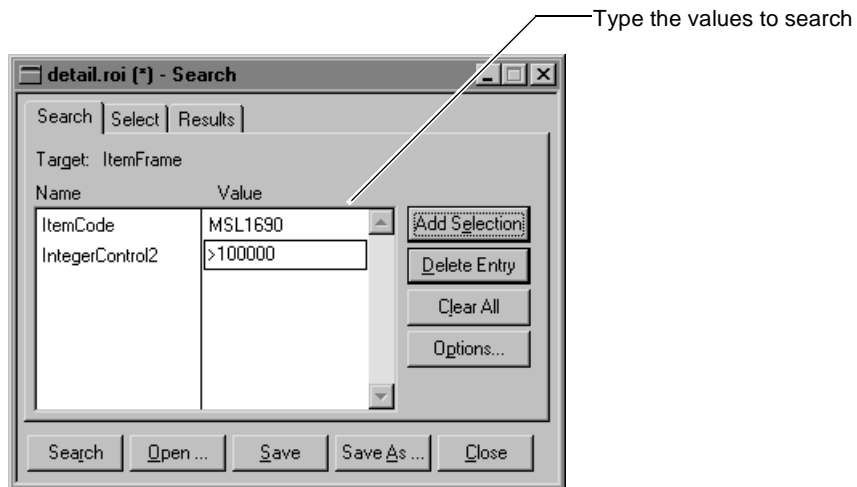 Type the values to search
detail.roi (*) - Search
Search Select Results
Target: ItemFrame
Name Value
ItemCode MSL1690 Add Selection
IntegerControl2 >100000 Delete Entry
Clear All
Options...
Search Open ... Save Save As ... Close